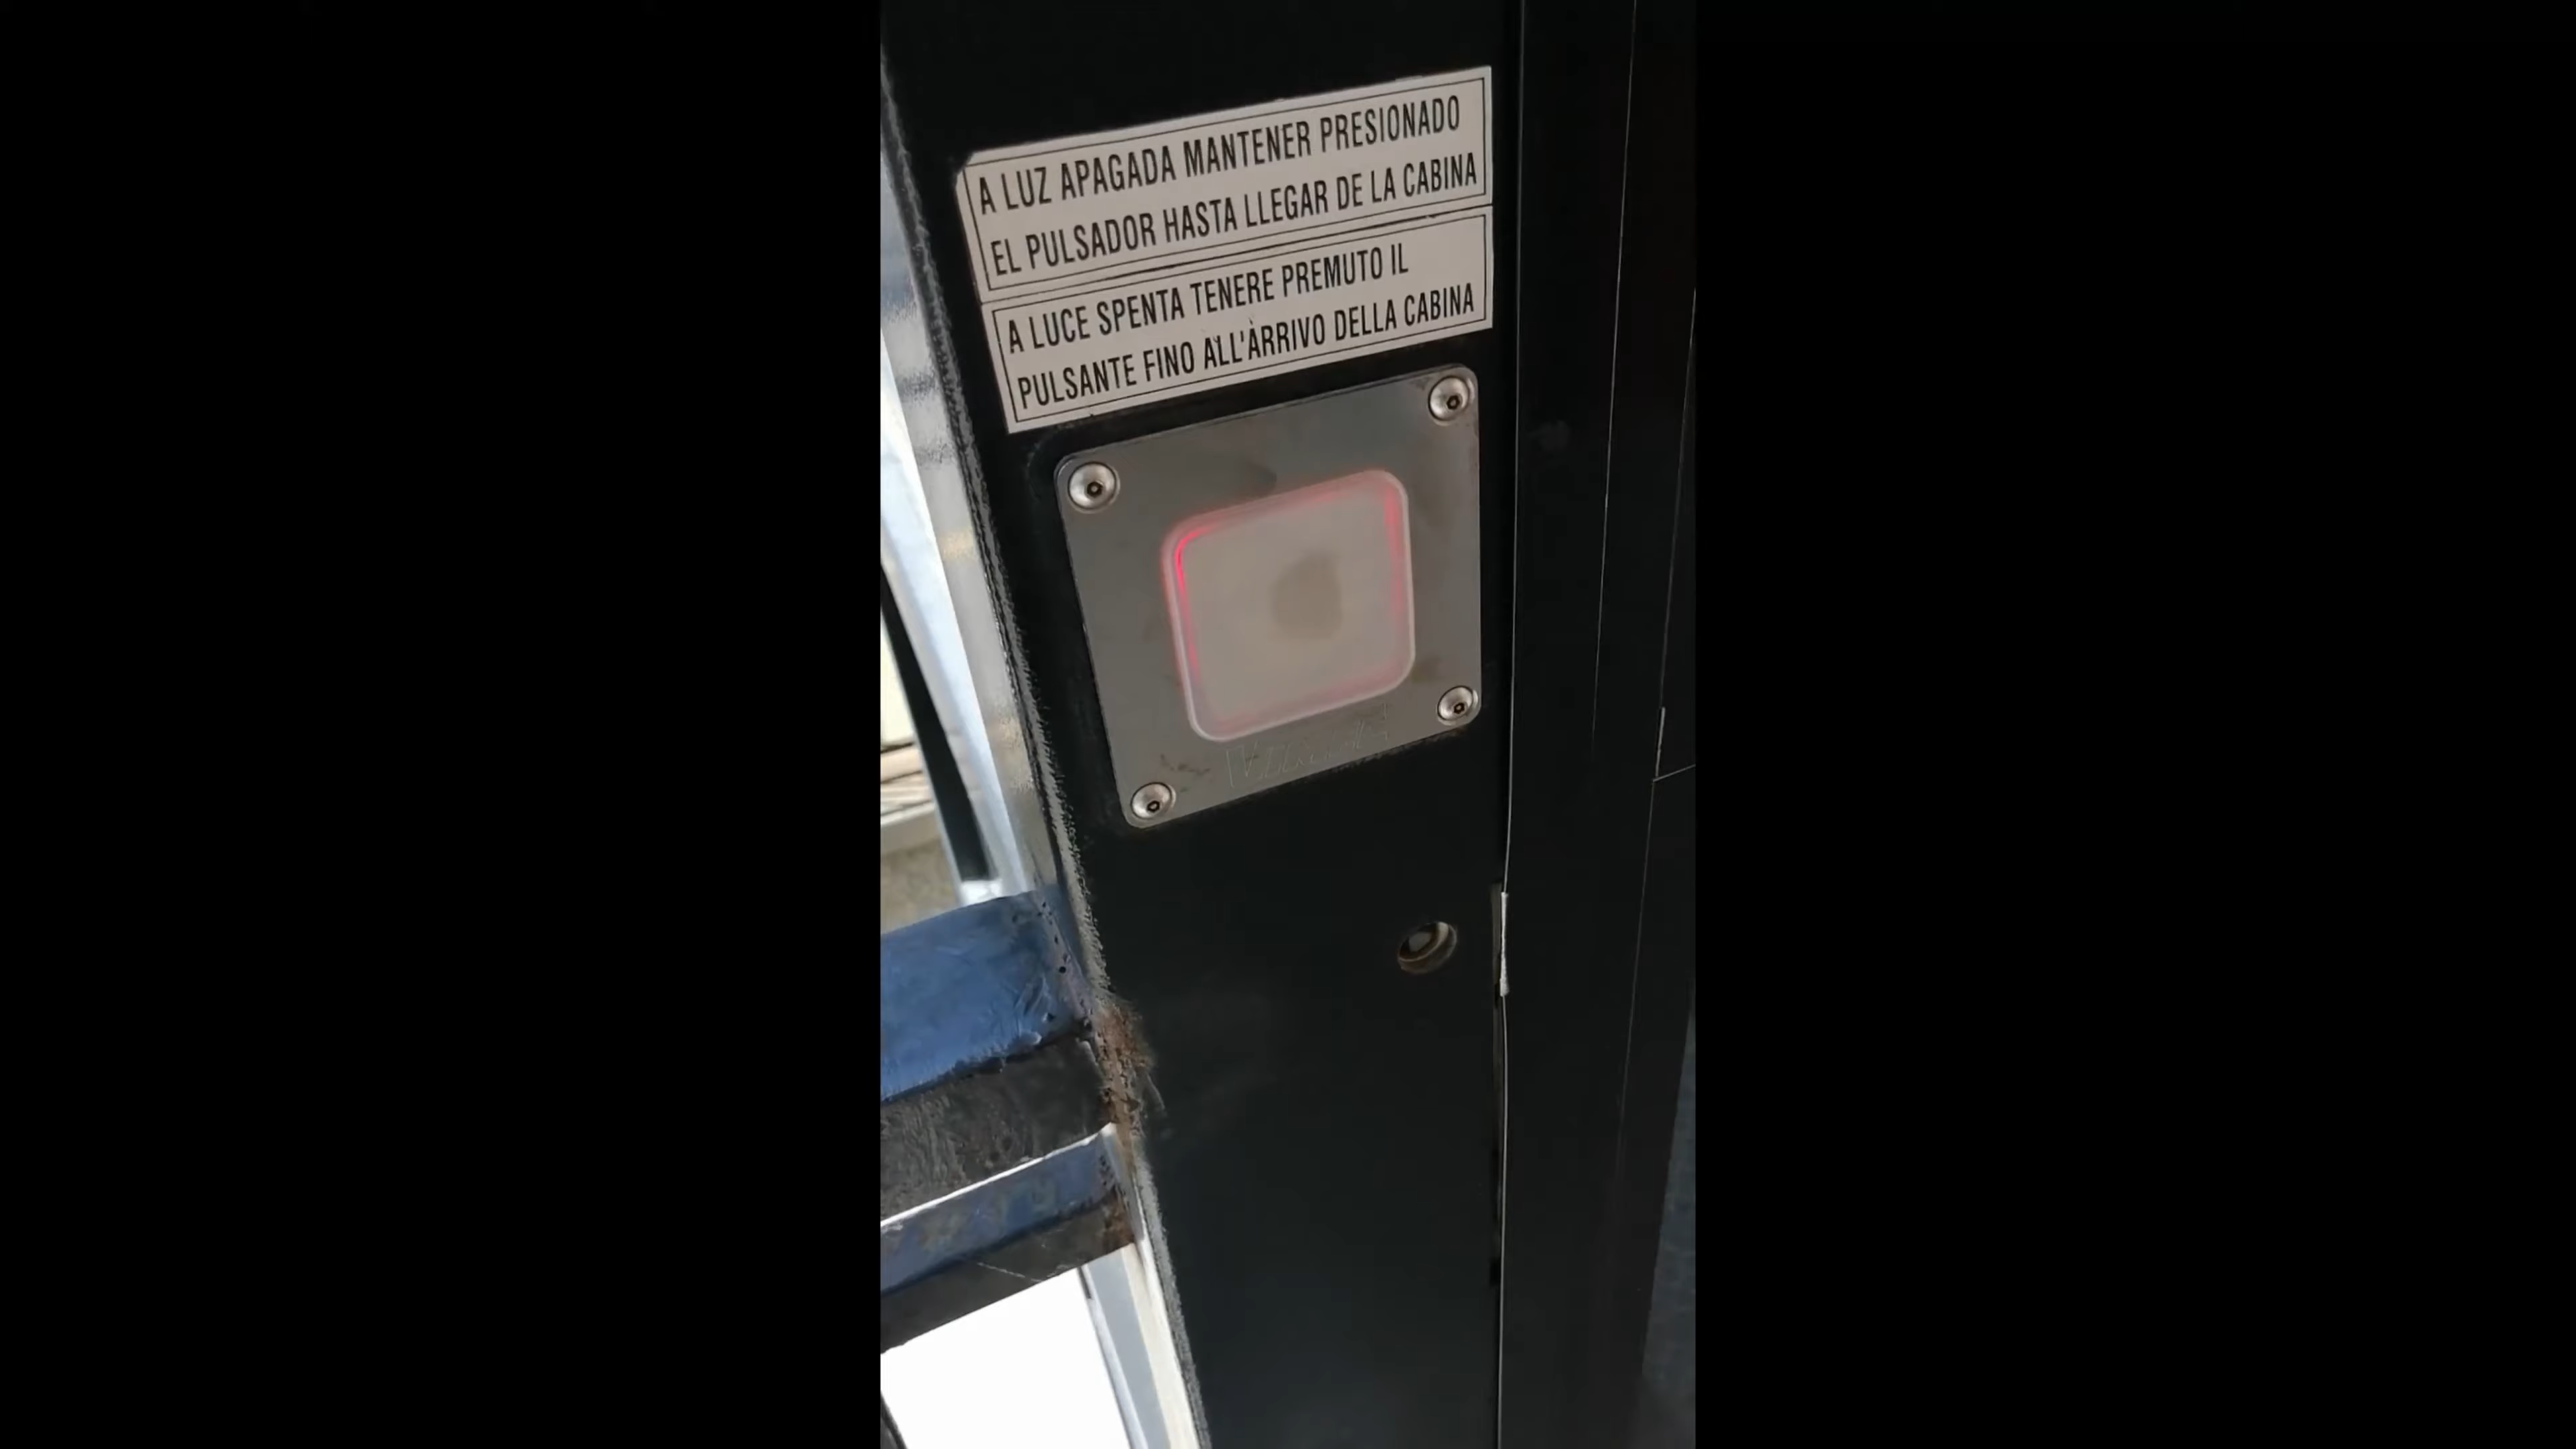 A LUZ APAGADA MANTENER PRESIONADO
EL PULSADOR HASTA LLEGAR DE LA CABINA
A LUCE SPENTA TENERE PREMUTO IL
PULSANTE FINO ALL'ARRIVO DELLA CABINA